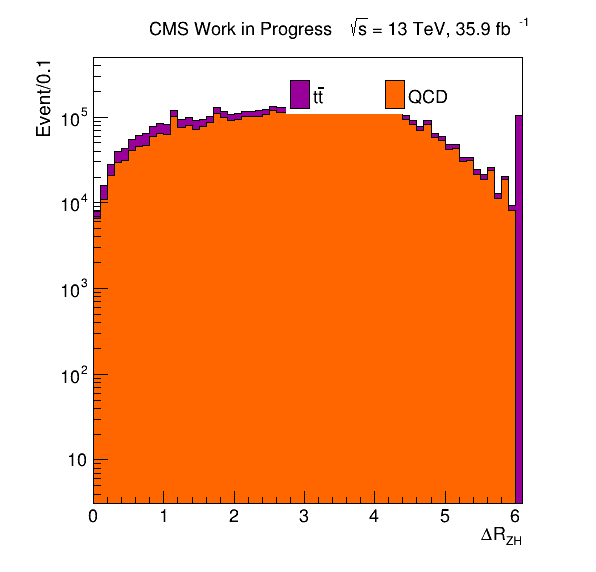 CMS Work in Progress √s = 13 TeV, 35.9 fb⁻¹
Event/0.1
tt̄
QCD
10⁵
10⁴
10³
10²
10
0 1 2 3 4 5 6
ΔR_ZH